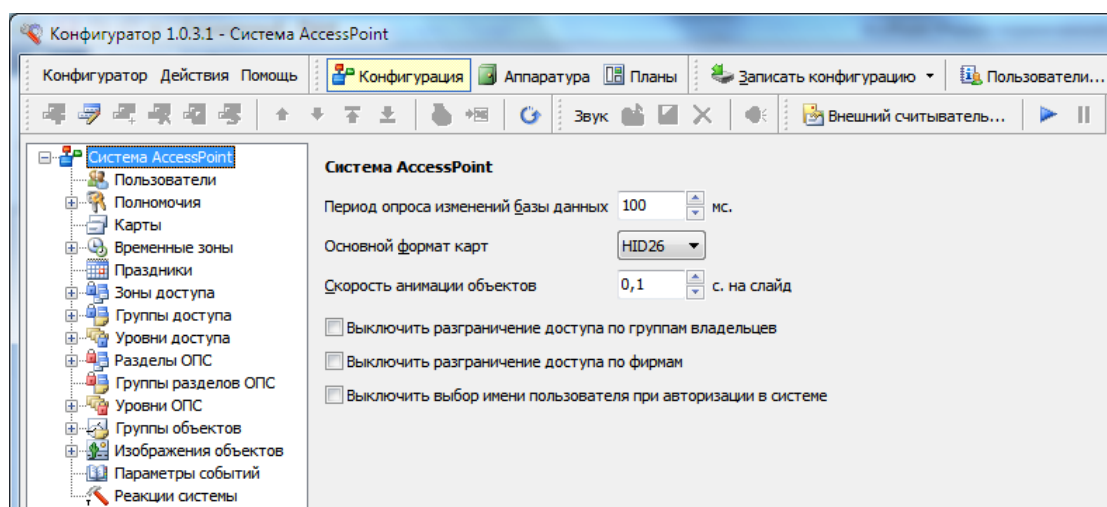 Конфигуратор 1.0.3.1 - Система AccessPoint
Конфигуратор Действия Помощь Конфигурация Аппаратура Планы Записать конфигурацию Пользователи...
Звук Внешний считыватель...
Система AccessPoint
Пользователи
Полномочия
Карты
Временные зоны
Праздники
Зоны доступа
Группы доступа
Уровни доступа
Разделы ОПС
Группы разделов ОПС
Уровни ОПС
Группы объектов
Изображения объектов
Параметры событий
Реакции системы
Система AccessPoint
Период опроса изменений базы данных 100 мс.
Основной формат карт HID26
Скорость анимации объектов 0,1 с. на слайд
Выключить разграничение доступа по группам владельцев
Выключить разграничение доступа по фирмам
Выключить выбор имени пользователя при авторизации в системе